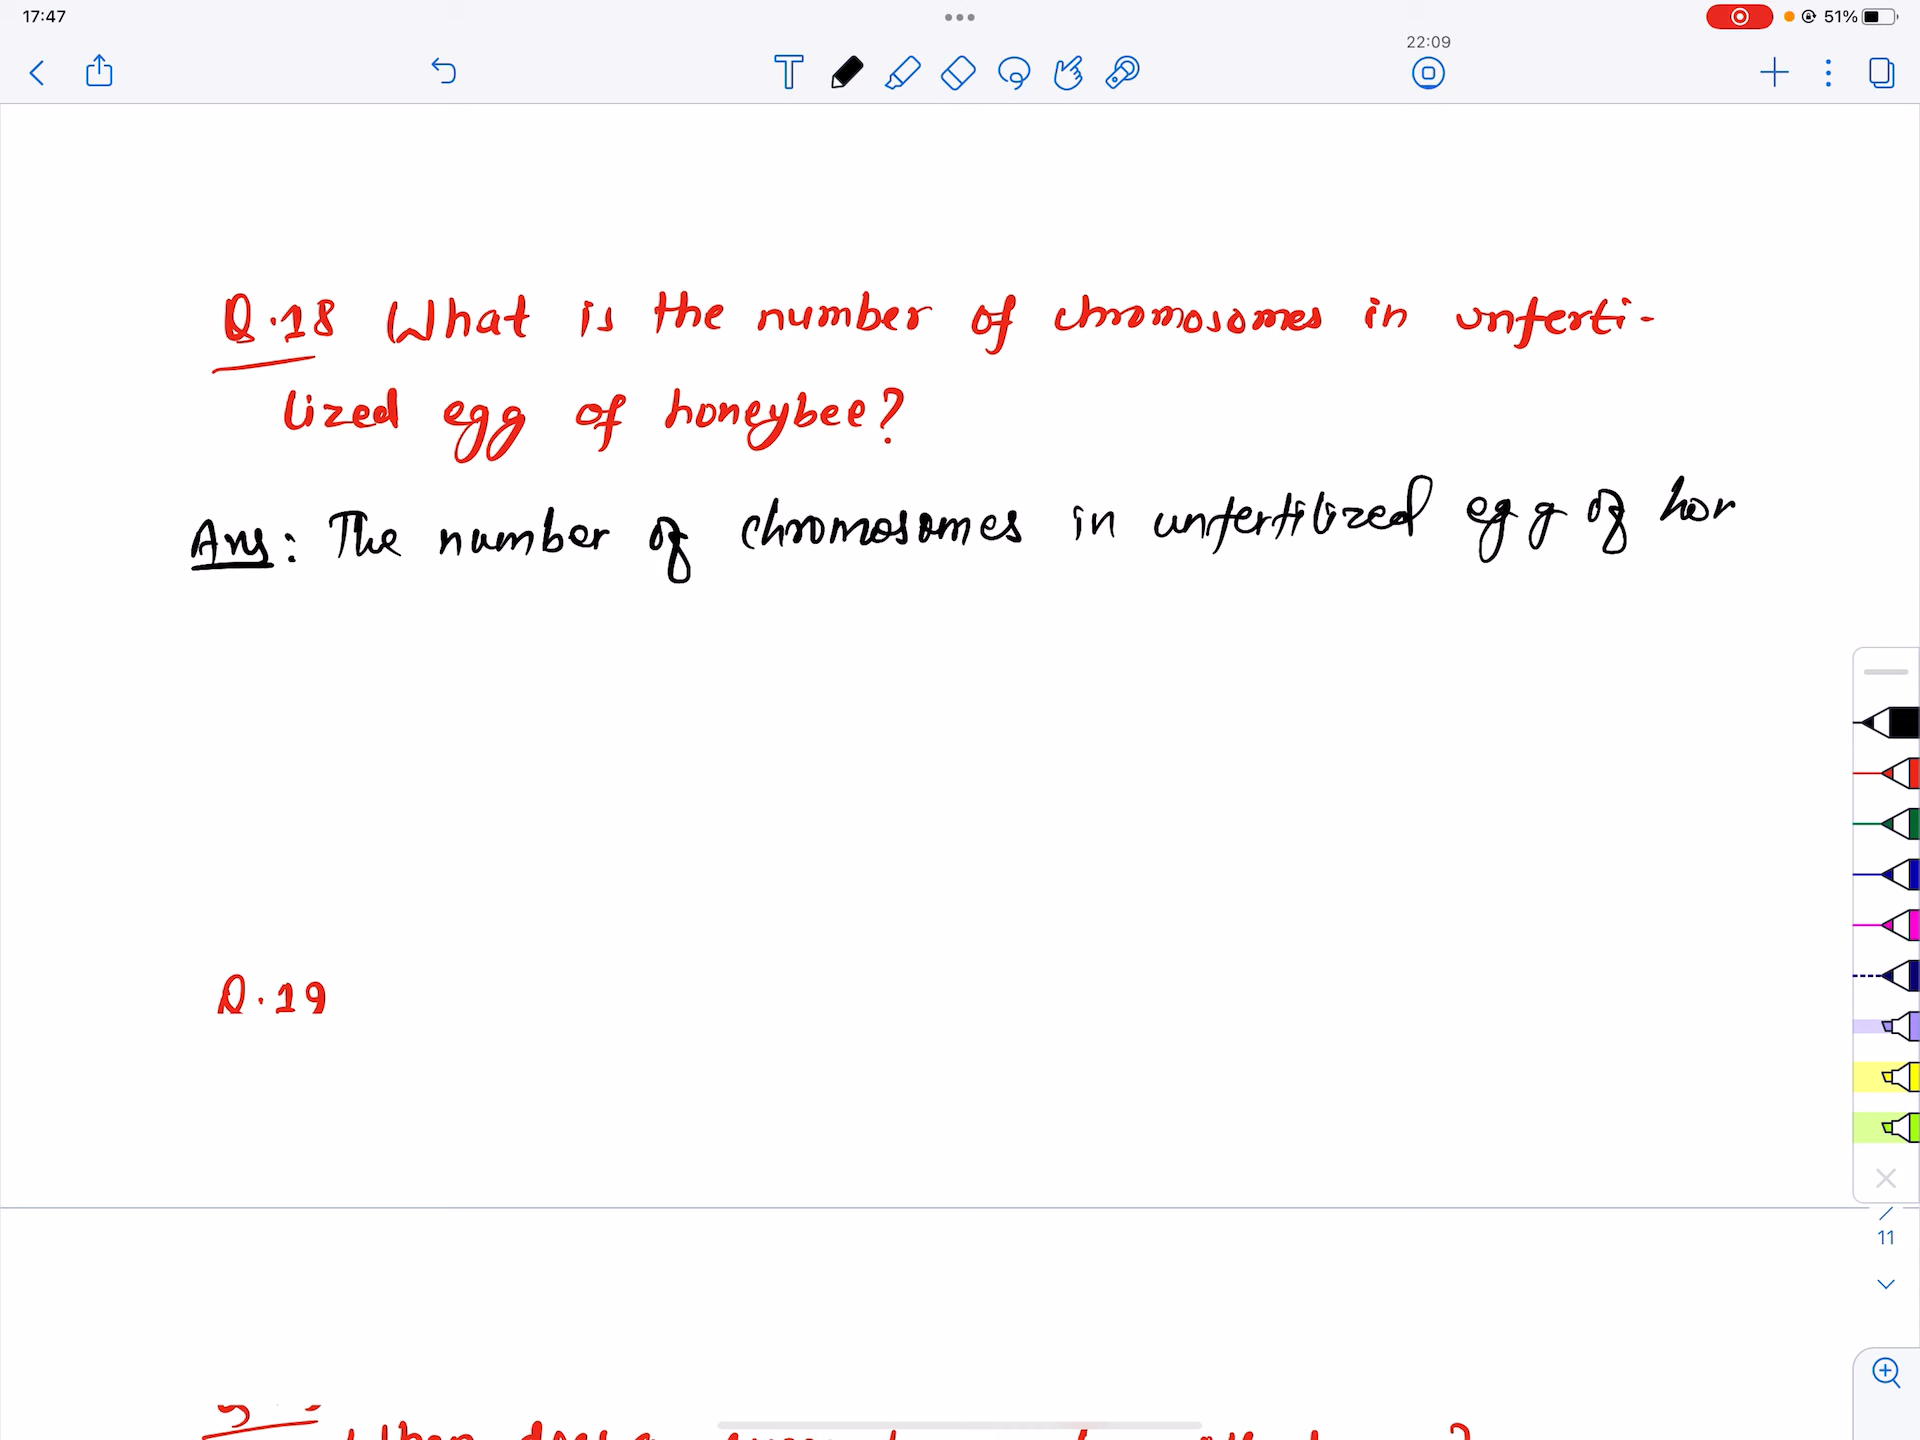 17:47
51%
22:09
Q.18 What is the number of chromosomes in unferti-
lized egg of honeybee?
Ans: The number of chromosomes in unfertilized egg of hon
Q.19
11